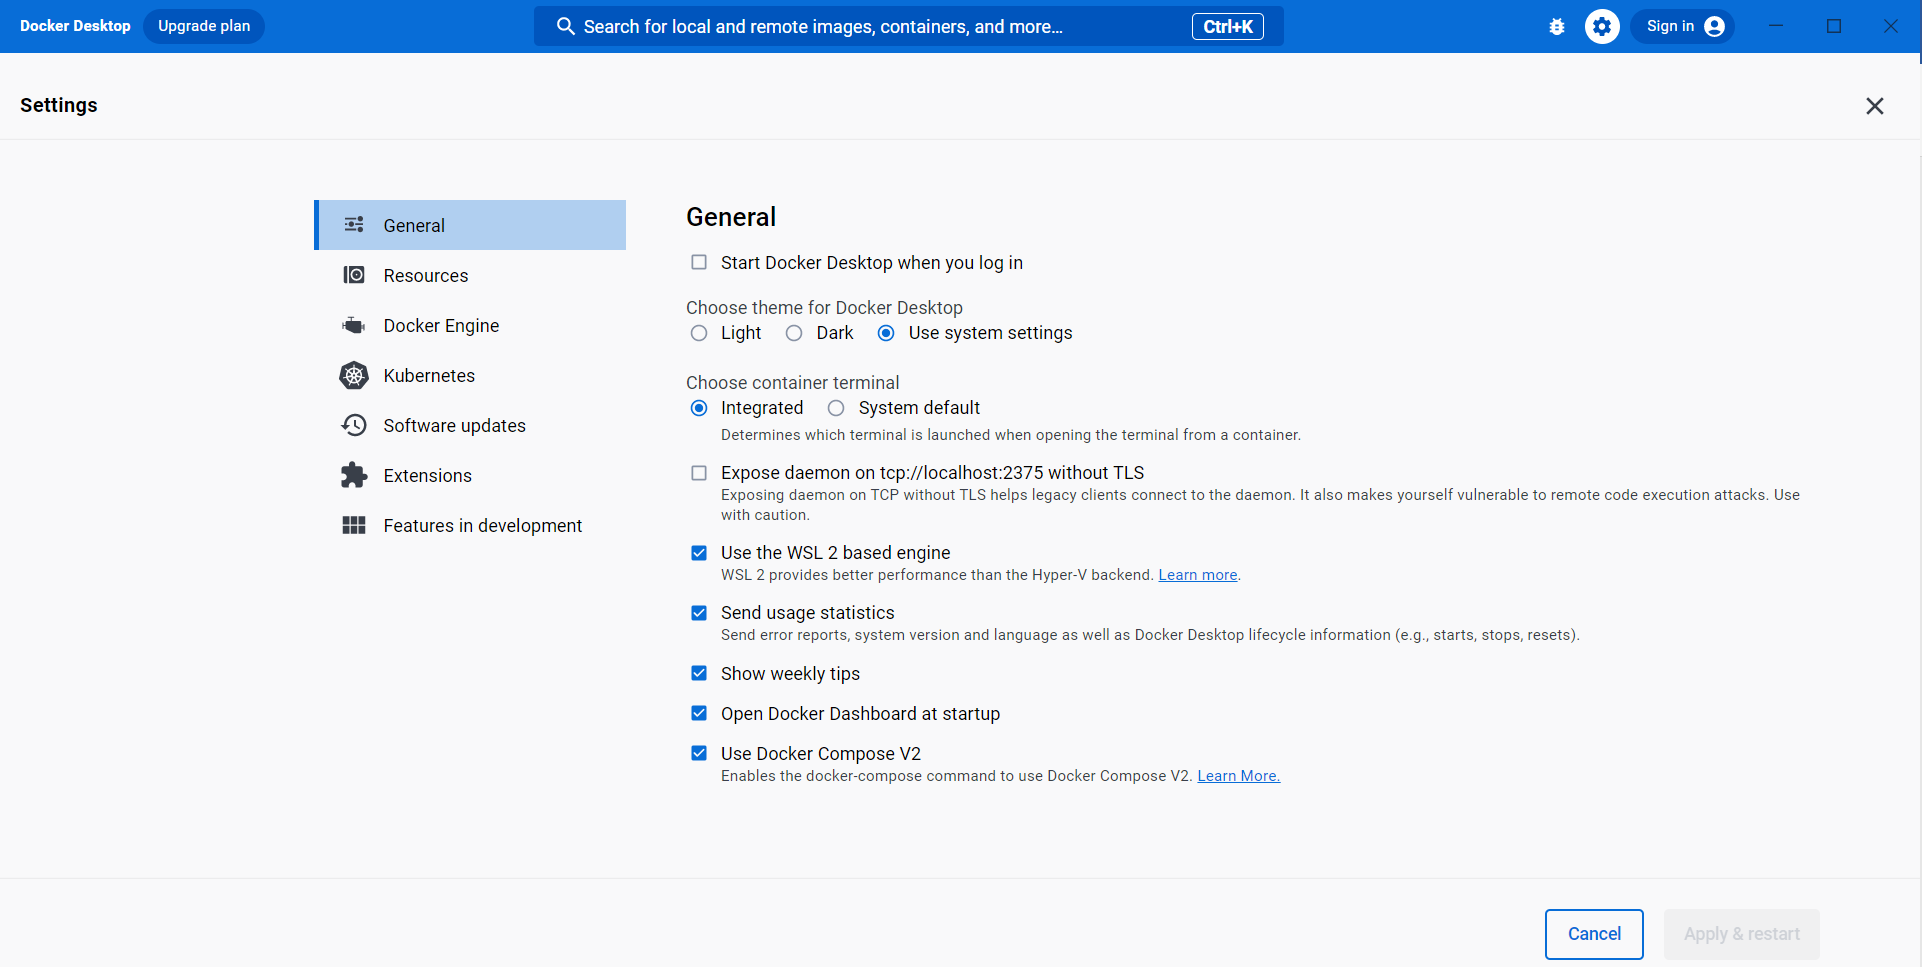 Docker Desktop Upgrade plan Search for local and remote images, containers, and more... Ctrl+K Sign in
Settings
General
Resources
Docker Engine
Kubernetes
Software updates
Extensions
Features in development
General
Start Docker Desktop when you log in
Choose theme for Docker Desktop
Light Dark Use system settings
Choose container terminal
Integrated System default
Determines which terminal is launched when opening the terminal from a container.
Expose daemon on tcp://localhost:2375 without TLS
Exposing daemon on TCP without TLS helps legacy clients connect to the daemon. It also makes yourself vulnerable to remote code execution attacks. Use
with caution.
Use the WSL 2 based engine
WSL 2 provides better performance than the Hyper-V backend. Learn more.
Send usage statistics
Send error reports, system version and language as well as Docker Desktop lifecycle information (e.g., starts, stops, resets).
Show weekly tips
Open Docker Dashboard at startup
Use Docker Compose V2
Enables the docker-compose command to use Docker Compose V2. Learn More.
Cancel Apply & restart